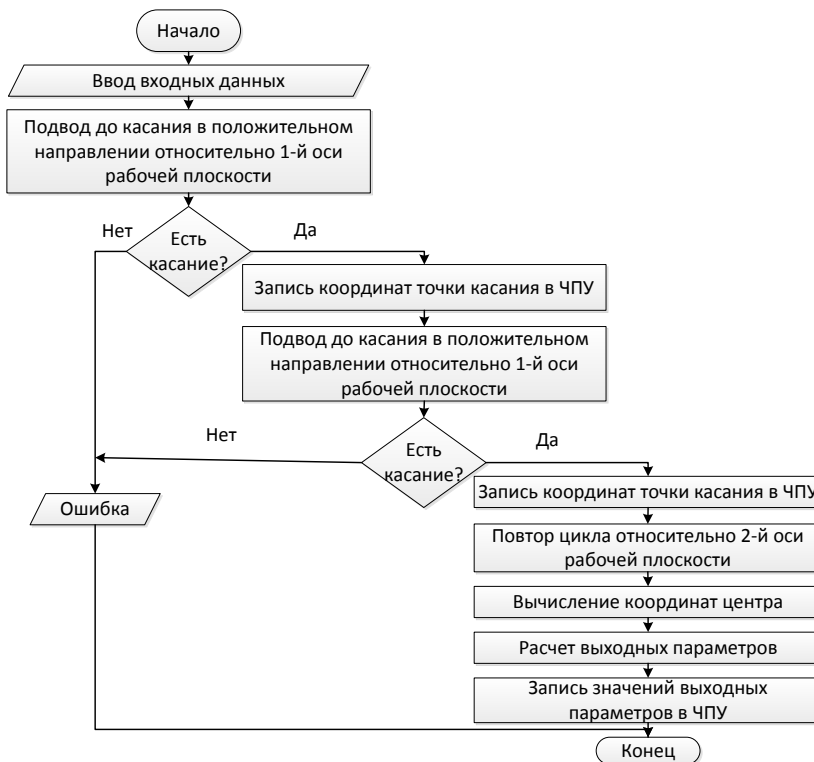 Начало
Ввод входных данных
Подвод до касания в положительном
направлении относительно 1-й оси
рабочей плоскости
Нет
Да
Есть
касание?
Запись координат точки касания в ЧПУ
Подвод до касания в положительном
направлении относительно 1-й оси
рабочей плоскости
Нет
Да
Есть
касание?
Запись координат точки касания в ЧПУ
Ошибка
Повтор цикла относительно 2-й оси
рабочей плоскости
Вычисление координат центра
Расчет выходных параметров
Запись значений выходных
параметров в ЧПУ
Конец